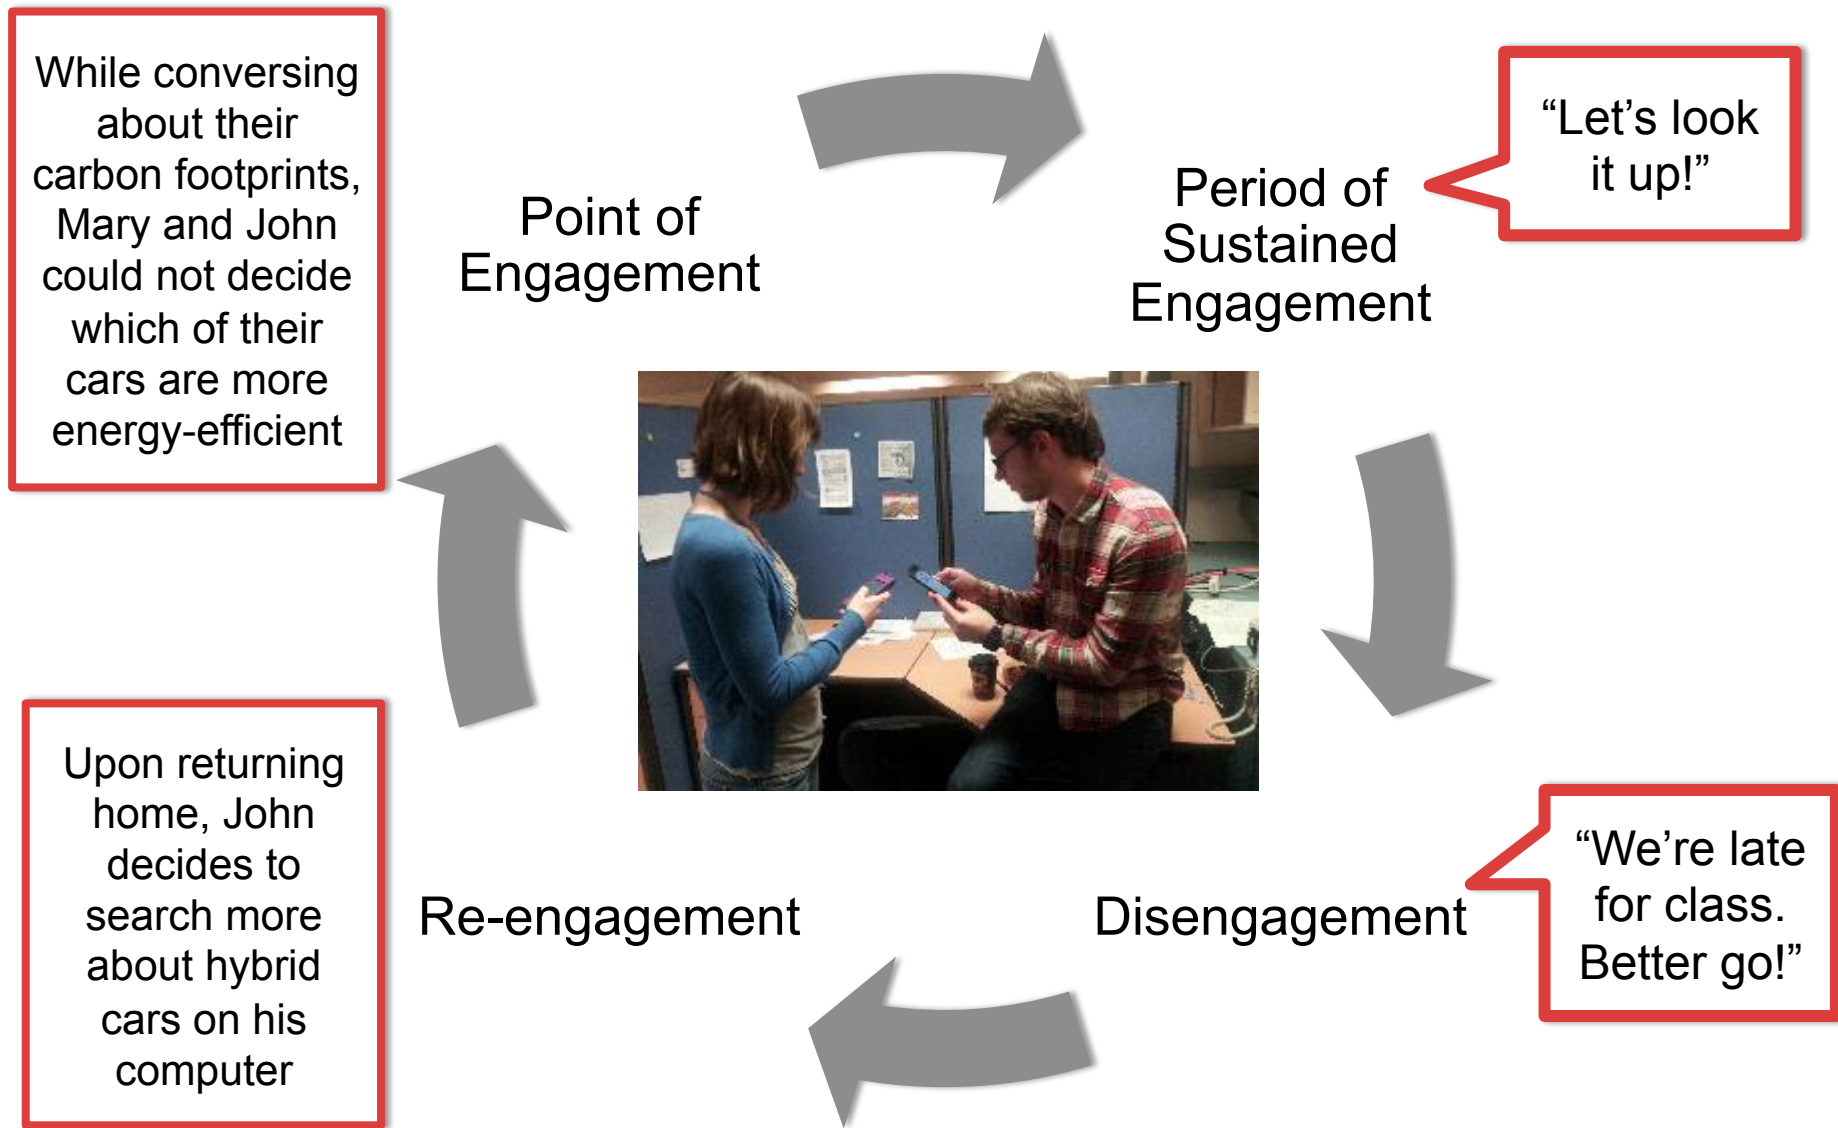 While conversing
about their
carbon footprints,
Mary and John
could not decide
which of their
cars are more
energy-efficient
Point of
Engagement
Period of
Sustained
Engagement
“Let’s look
it up!”
Upon returning
home, John
decides to
search more
about hybrid
cars on his
computer
Re-engagement
Disengagement
“We’re late
for class.
Better go!”